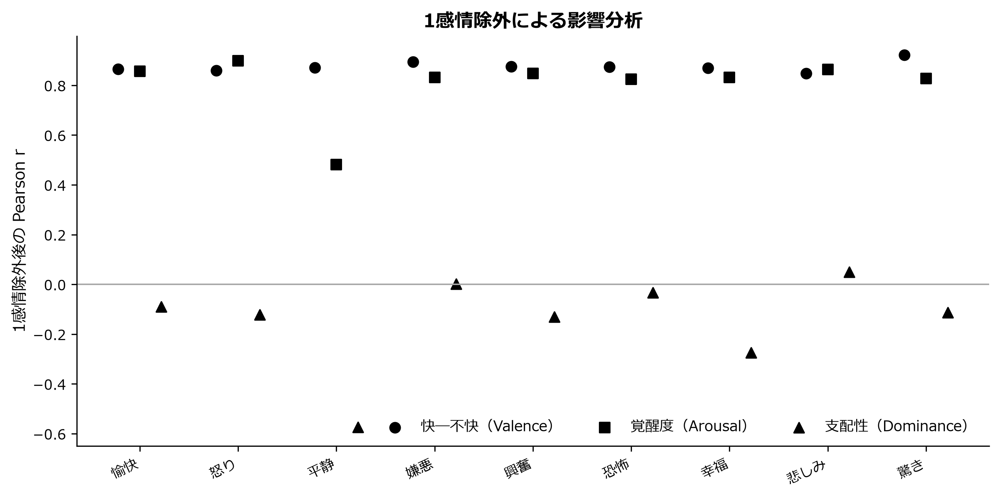 1感情除外による影響分析
1感情除外後の Pearson r
0.8
0.6
0.4
0.2
0.0
−0.2
−0.4
−0.6
快—不快（Valence）
覚醒度（Arousal）
支配性（Dominance）
愉快
怒り
平静
嫌悪
興奮
恐怖
幸福
悲しみ
驚き